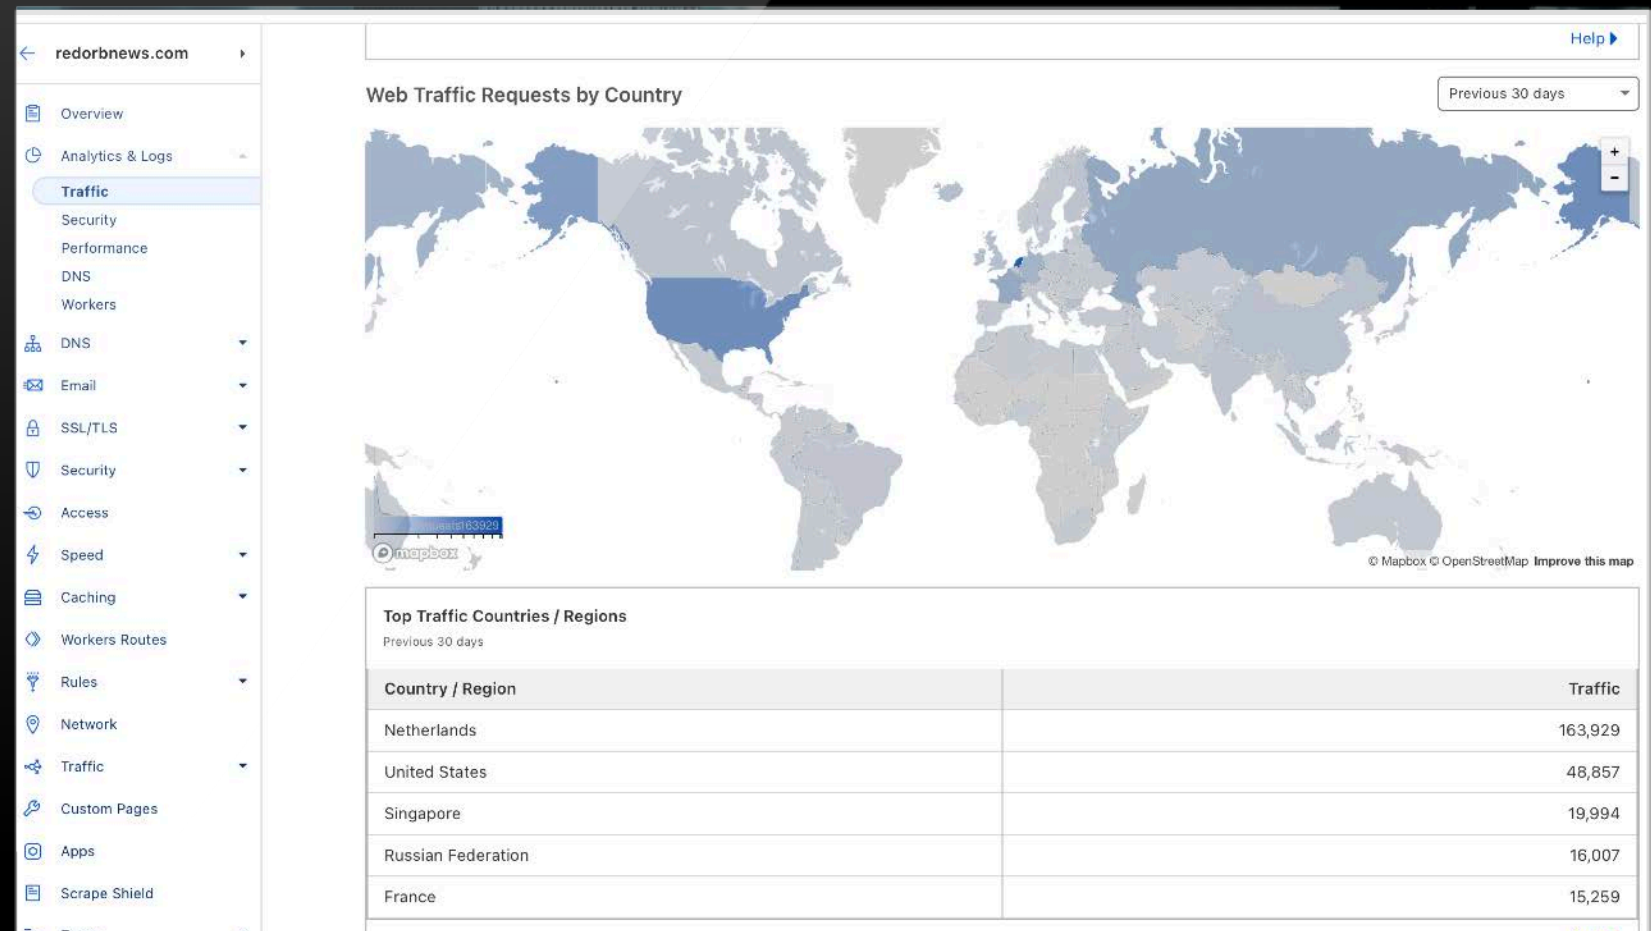 redorbnews.com
Overview
Analytics & Logs
Traffic
Security
Performance
DNS
Workers
DNS
Email
SSL/TLS
Security
Access
Speed
Caching
Workers Routes
Rules
Network
Traffic
Custom Pages
Apps
Scrape Shield
Help
Web Traffic Requests by Country
Previous 30 days
+
-
163929
mapbox
© Mapbox © OpenStreetMap Improve this map
Top Traffic Countries / Regions
Previous 30 days
Country / Region Traffic
Netherlands 163,929
United States 48,857
Singapore 19,994
Russian Federation 16,007
France 15,259